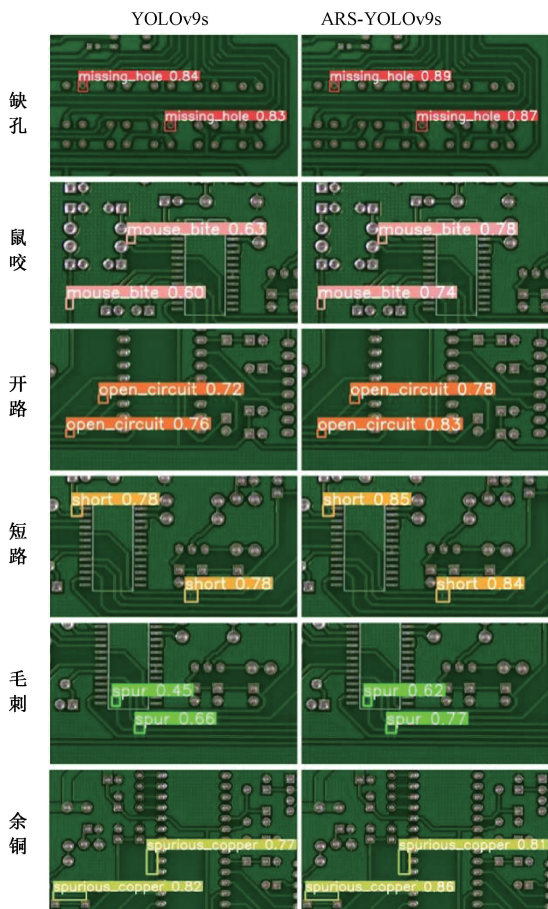 YOLOv9s
ARS-YOLOv9s
缺孔
missing_hole 0.84
missing_hole 0.83
missing_hole 0.89
missing_hole 0.87
鼠咬
mouse_bite 0.63
mouse_bite 0.60
mouse_bite 0.78
mouse_bite 0.74
开路
open_circuit 0.72
open_circuit 0.76
open_circuit 0.78
open_circuit 0.83
短路
short 0.78
short 0.78
short 0.85
short 0.84
毛刺
spur 0.45
spur 0.66
spur 0.62
spur 0.77
余铜
spurious_copper 0.77
spurious_copper 0.82
spurious_copper 0.81
spurious_copper 0.86